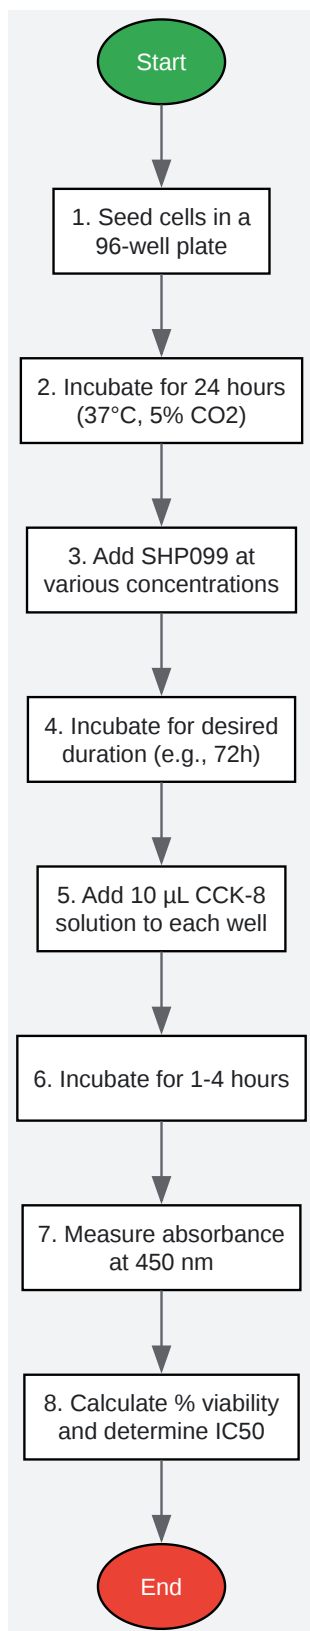 Start
1. Seed cells in a
96-well plate
2. Incubate for 24 hours
(37°C, 5% CO2)
3. Add SHP099 at
various concentrations
4. Incubate for desired
duration (e.g., 72h)
5. Add 10 µL CCK-8
solution to each well
6. Incubate for 1-4 hours
7. Measure absorbance
at 450 nm
8. Calculate % viability
and determine IC50
End